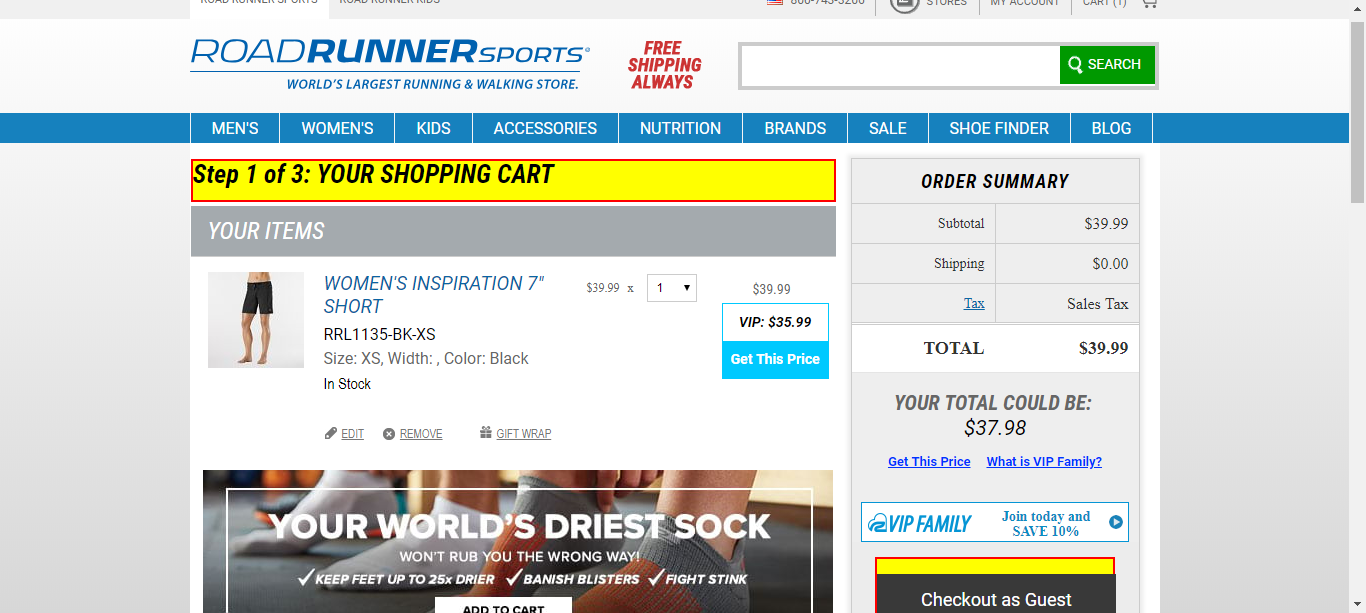 ROAD RUNNER SPORTS
ROAD RUNNER KIDS
800-743-3206
STORES
MY ACCOUNT
CART (1)
ROADRUNNERSPORTS®
WORLD'S LARGEST RUNNING & WALKING STORE.
FREE
SHIPPING
ALWAYS
SEARCH
MEN'S
WOMEN'S
KIDS
ACCESSORIES
NUTRITION
BRANDS
SALE
SHOE FINDER
BLOG
Step 1 of 3: YOUR SHOPPING CART
YOUR ITEMS
WOMEN'S INSPIRATION 7"
SHORT
RRL1135-BK-XS
Size: XS, Width: , Color: Black
In Stock
$39.99 x
1
$39.99
VIP: $35.99
Get This Price
EDIT
REMOVE
GIFT WRAP
YOUR WORLD'S DRIEST SOCK
WON'T RUB YOU THE WRONG WAY!
✓KEEP FEET UP TO 25x DRIER ✓BANISH BLISTERS ✓FIGHT STINK
ADD TO CART
ORDER SUMMARY
Subtotal $39.99
Shipping $0.00
Tax Sales Tax
TOTAL $39.99
YOUR TOTAL COULD BE:
$37.98
Get This Price What is VIP Family?
VIP FAMILY
Join today and
SAVE 10%
Checkout as Guest